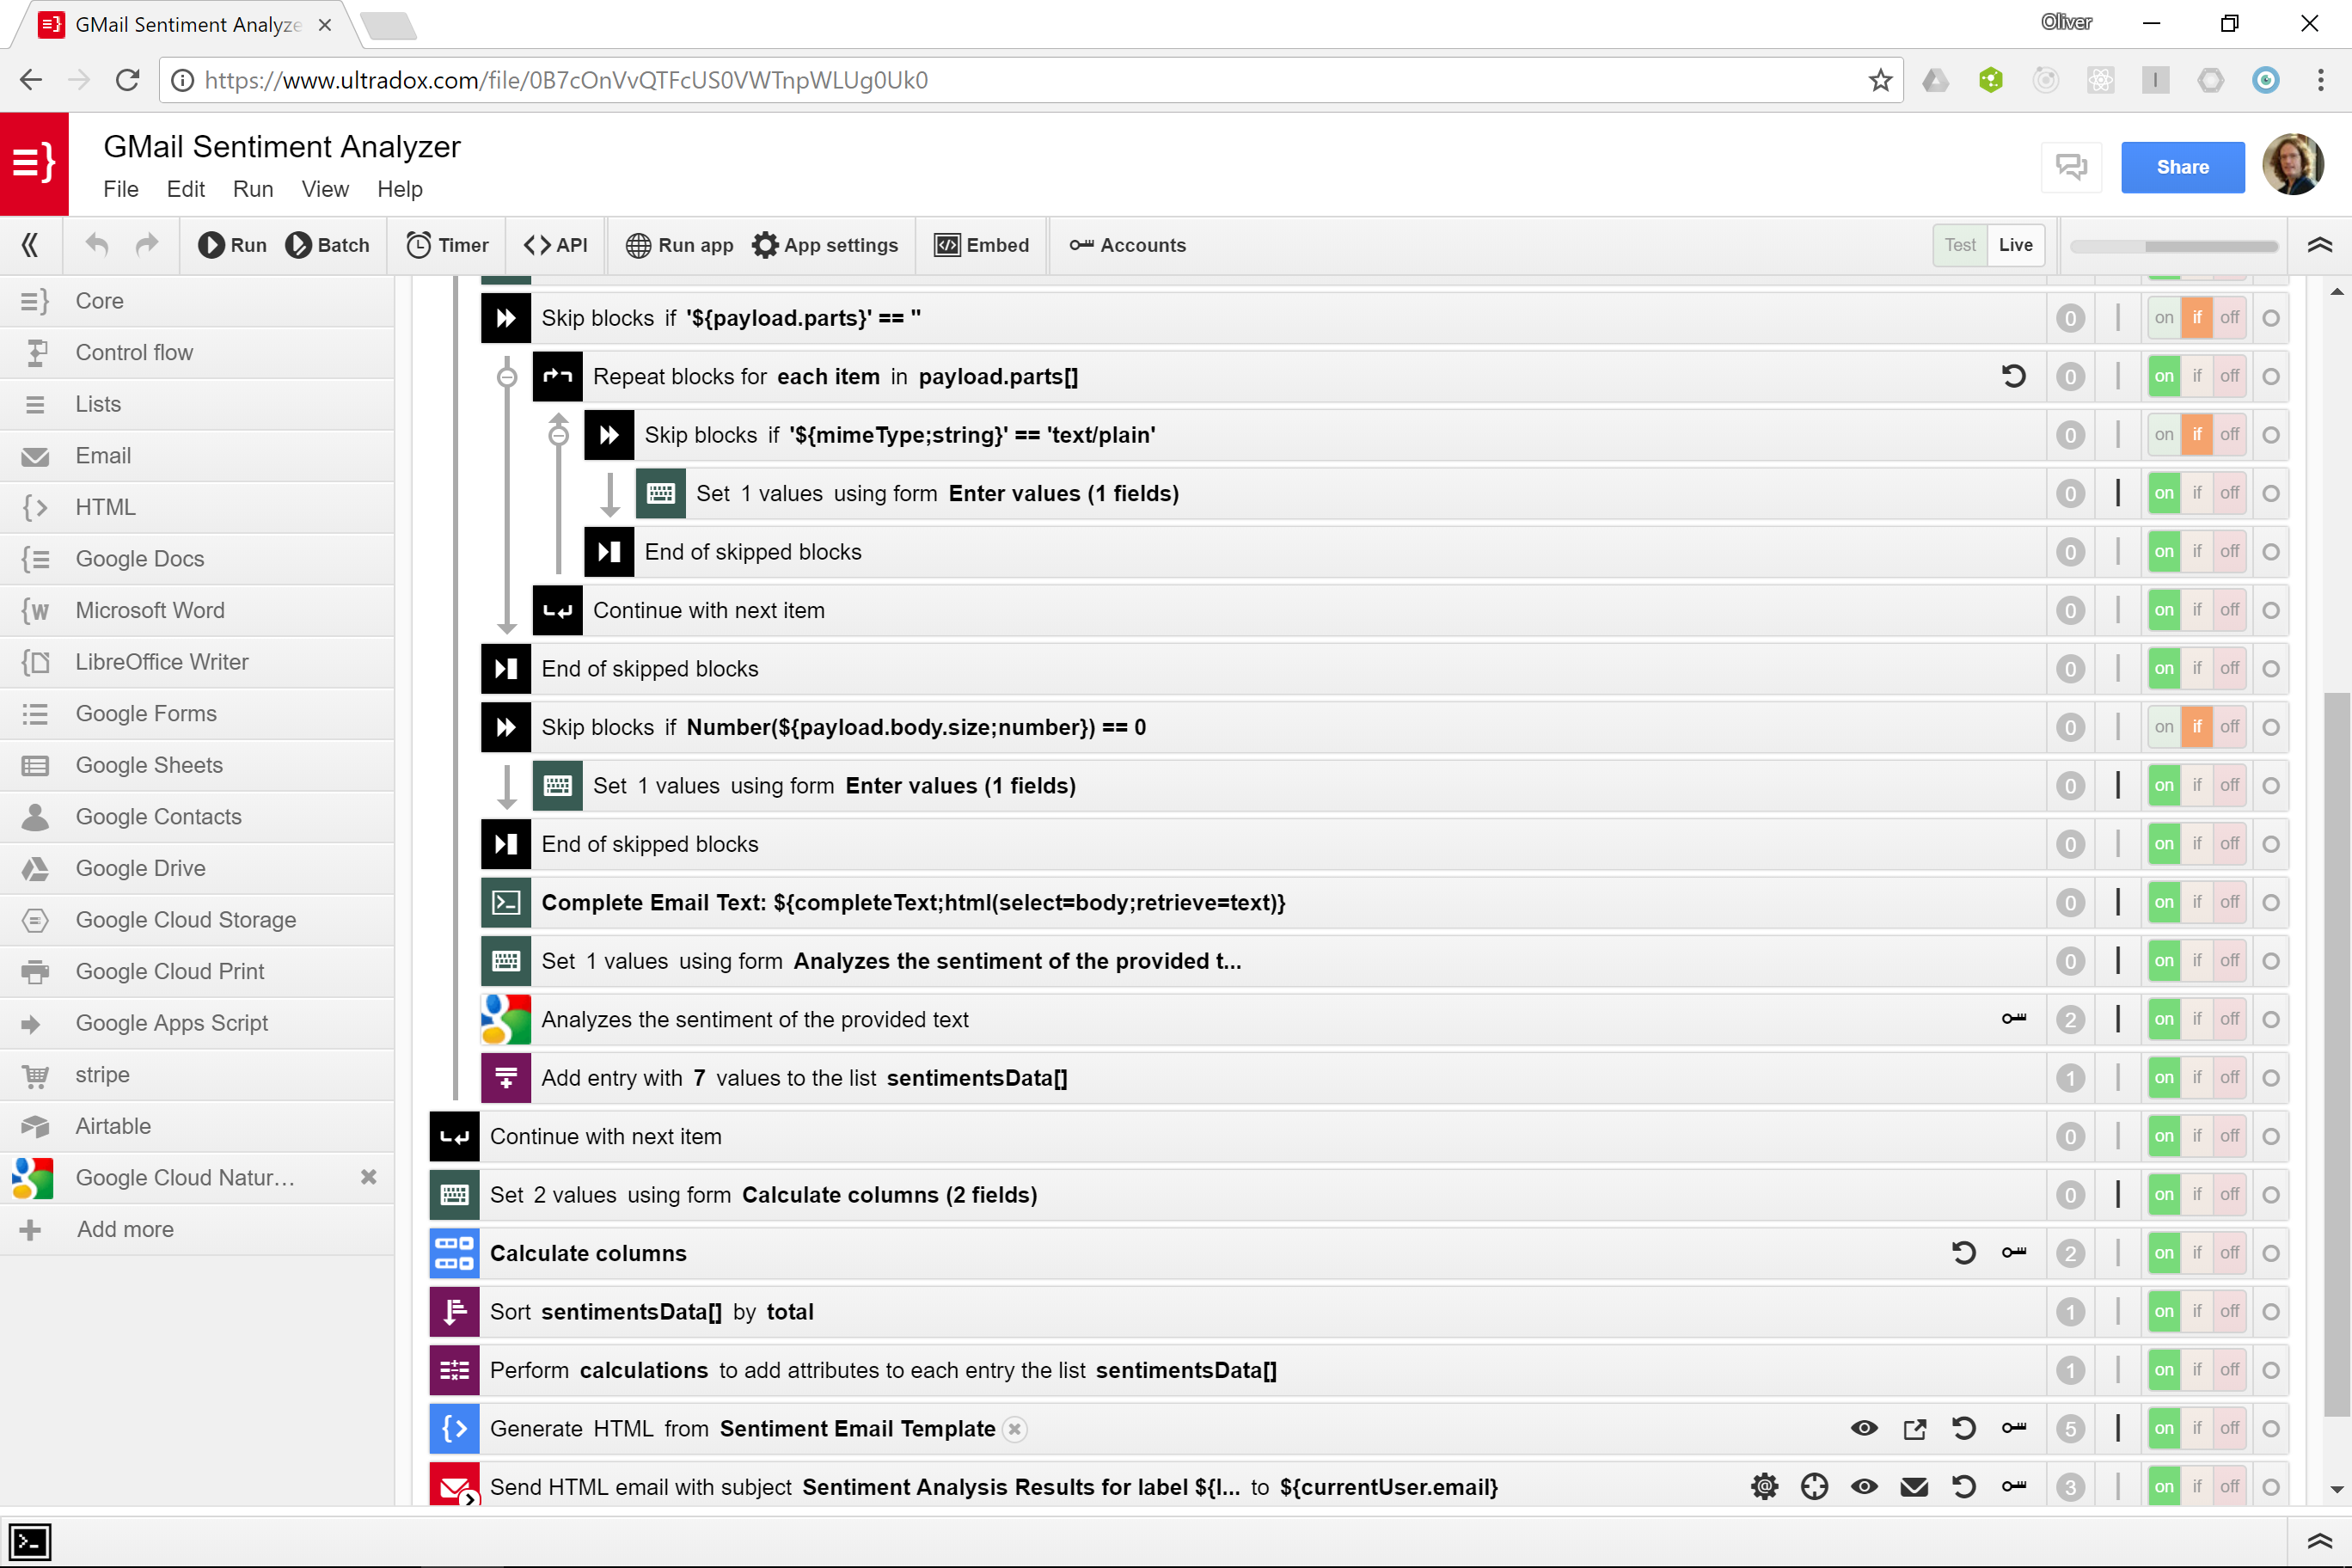 GMail Sentiment Analyze
Oliver
https://www.ultradox.com/file/0B7cOnVvQTFcUS0VWTnpWLUg0Uk0
GMail Sentiment Analyzer
File Edit Run View Help
Share
Run Batch Timer API Run app App settings Embed Accounts Test Live
Core
Control flow
Lists
Email
HTML
Google Docs
Microsoft Word
LibreOffice Writer
Google Forms
Google Sheets
Google Contacts
Google Drive
Google Cloud Storage
Google Cloud Print
Google Apps Script
stripe
Airtable
Google Cloud Natur...
Add more
Skip blocks if '${payload.parts}' == '' 0 on if off
Repeat blocks for each item in payload.parts[] 0 on if off
Skip blocks if '${mimeType;string}' == 'text/plain' 0 on if off
Set 1 values using form Enter values (1 fields) 0 on if off
End of skipped blocks 0 on if off
Continue with next item 0 on if off
End of skipped blocks 0 on if off
Skip blocks if Number(${payload.body.size;number}) == 0 0 on if off
Set 1 values using form Enter values (1 fields) 0 on if off
End of skipped blocks 0 on if off
Complete Email Text: ${completeText;html(select=body;retrieve=text)} 0 on if off
Set 1 values using form Analyzes the sentiment of the provided t... 0 on if off
Analyzes the sentiment of the provided text 2 on if off
Add entry with 7 values to the list sentimentsData[] 1 on if off
Continue with next item 0 on if off
Set 2 values using form Calculate columns (2 fields) 0 on if off
Calculate columns 2 on if off
Sort sentimentsData[] by total 1 on if off
Perform calculations to add attributes to each entry the list sentimentsData[] 1 on if off
Generate HTML from Sentiment Email Template 5 on if off
Send HTML email with subject Sentiment Analysis Results for label ${l... to ${currentUser.email} 3 on if off